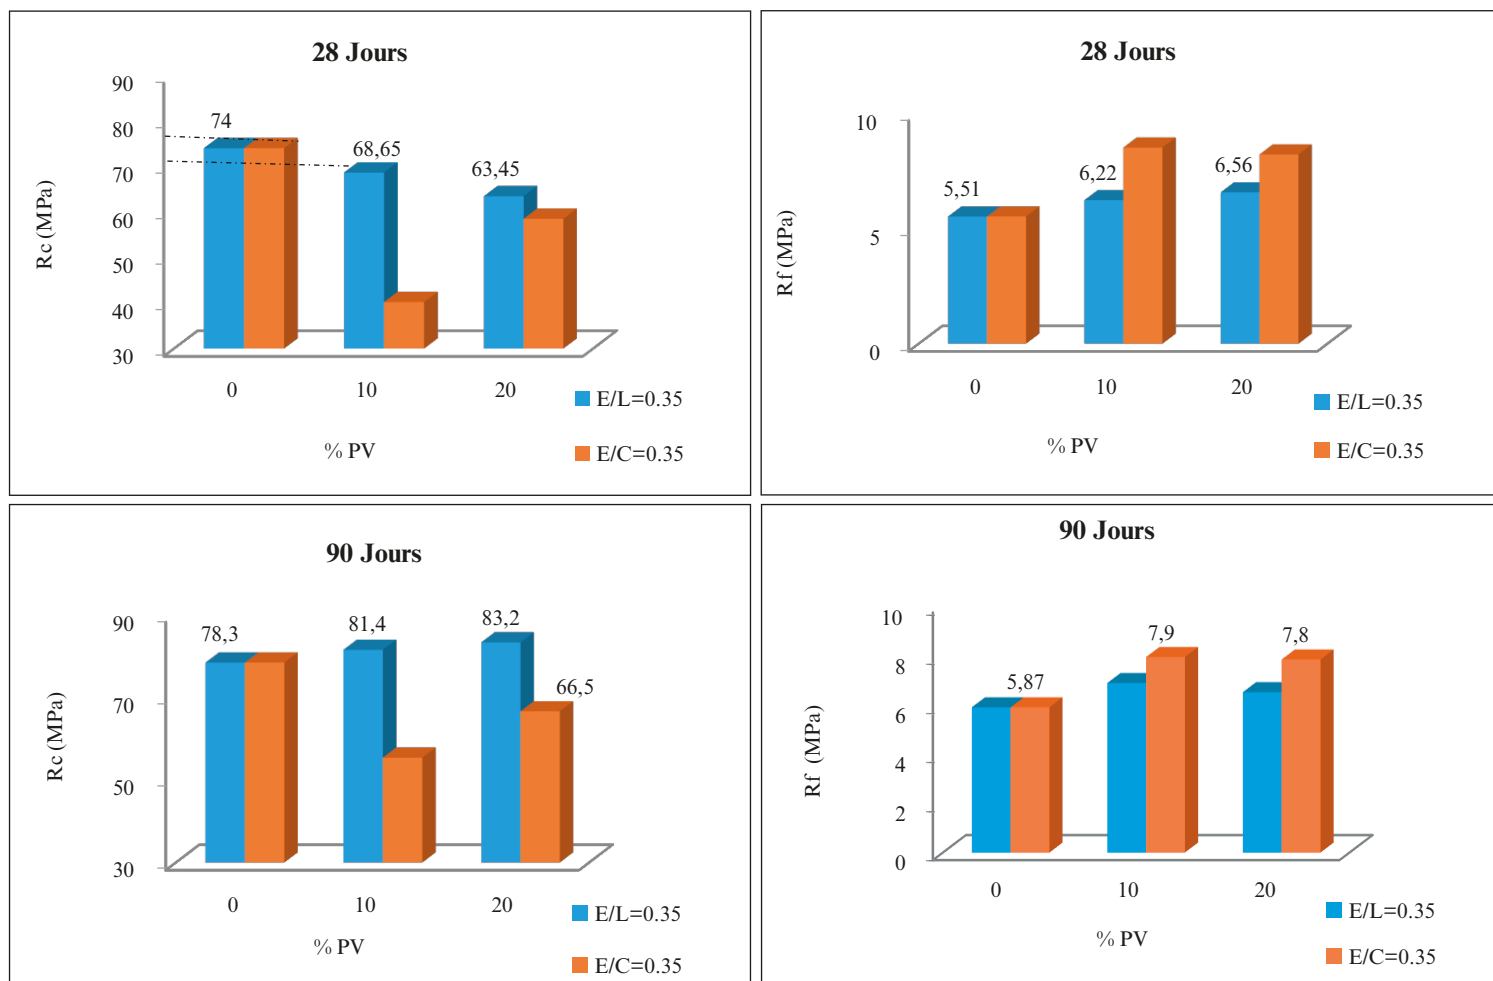 28 Jours
90
80
70
60
50
40
30
Rc (MPa)
74
68,65
63,45
0
10
20
% PV
E/L=0.35
E/C=0.35
28 Jours
10
5
0
Rf (MPa)
5,51
6,22
6,56
0
10
20
% PV
E/L=0.35
E/C=0.35
90 Jours
90
70
50
30
Rc (MPa)
78,3
81,4
83,2
66,5
0
10
20
% PV
E/L=0.35
E/C=0.35
90 Jours
10
8
6
4
2
0
Rf (MPa)
5,87
7,9
7,8
0
10
20
% PV
E/L=0.35
E/C=0.35